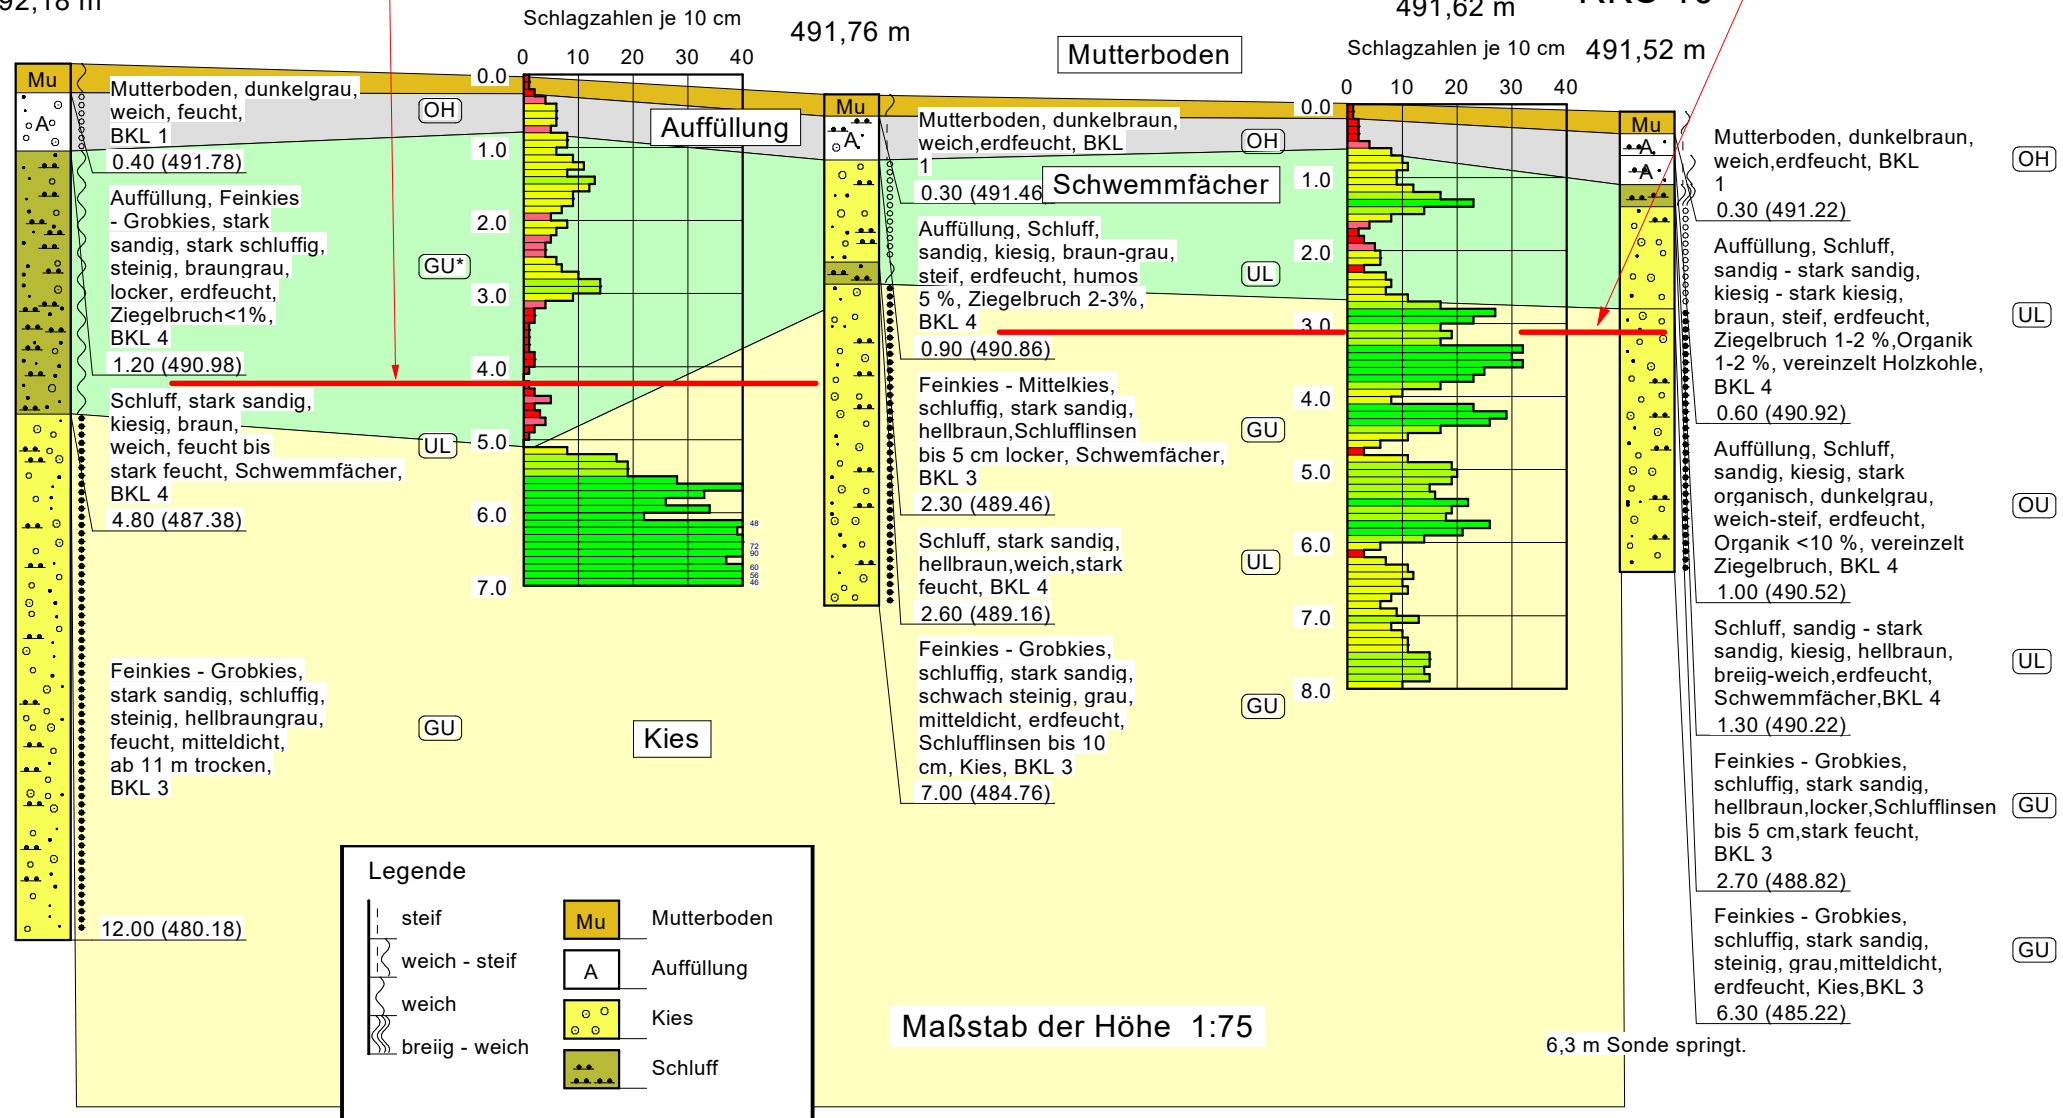 92,18 m
Schlagzahlen je 10 cm
0 10 20 30 40
491,76 m
Mutterboden
491,62 m
Schlagzahlen je 10 cm
0 10 20 30 40
491,52 m
Mu
A
Mutterboden, dunkelgrau,
weich, feucht,
BKL 1
0.40 (491.78)
OH
Auffüllung, Feinkies
- Grobkies, stark
sandig, stark schluffig,
steinig, braungrau,
locker, erdfeucht,
Ziegelbruch<1%,
BKL 4
1.20 (490.98)
GU*
Schluff, stark sandig,
kiesig, braun,
weich, feucht bis
stark feucht, Schwemmfächer,
BKL 4
4.80 (487.38)
UL
Feinkies - Grobkies,
stark sandig, schluffig,
steinig, hellbraungrau,
feucht, mitteldicht,
ab 11 m trocken,
BKL 3
12.00 (480.18)
GU
0.0
1.0
2.0
3.0
4.0
5.0
6.0
7.0
48
72
90
60
56
46
Auffüllung
Schwemmfächer
Kies
Mu
A
Mutterboden, dunkelbraun,
weich,erdfeucht, BKL
1
0.30 (491.46
OH
Auffüllung, Schluff,
sandig, kiesig, braun-grau,
steif, erdfeucht, humos
5 %, Ziegelbruch 2-3%,
BKL 4
0.90 (490.86)
UL
Feinkies - Mittelkies,
schluffig, stark sandig,
hellbraun,Schlufflinsen
bis 5 cm locker, Schwemfächer,
BKL 3
2.30 (489.46)
GU
Schluff, stark sandig,
hellbraun,weich,stark
feucht, BKL 4
2.60 (489.16)
UL
Feinkies - Grobkies,
schluffig, stark sandig,
schwach steinig, grau,
mitteldicht, erdfeucht,
Schlufflinsen bis 10
cm, Kies, BKL 3
7.00 (484.76)
GU
0.0
1.0
2.0
3.0
4.0
5.0
6.0
7.0
8.0
Mu
A
A
Mutterboden, dunkelbraun,
weich,erdfeucht, BKL
1
0.30 (491.22)
OH
Auffüllung, Schluff,
sandig - stark sandig,
kiesig - stark kiesig,
braun, steif, erdfeucht,
Ziegelbruch 1-2 %,Organik
1-2 %, vereinzelt Holzkohle,
BKL 4
0.60 (490.92)
UL
Auffüllung, Schluff,
sandig, kiesig, stark
organisch, dunkelgrau,
weich-steif, erdfeucht,
Organik <10 %, vereinzelt
Ziegelbruch, BKL 4
1.00 (490.52)
OU
Schluff, sandig - stark
sandig, kiesig, hellbraun,
breiig-weich,erdfeucht,
Schwemmfächer,BKL 4
1.30 (490.22)
UL
Feinkies - Grobkies,
schluffig, stark sandig,
hellbraun,locker,Schlufflinsen
bis 5 cm,stark feucht,
BKL 3
2.70 (488.82)
GU
Feinkies - Grobkies,
schluffig, stark sandig,
steinig, grau,mitteldicht,
erdfeucht, Kies,BKL 3
6.30 (485.22)
GU
6,3 m Sonde springt.
Maßstab der Höhe 1:75
Legende
steif
weich - steif
weich
breiig - weich
Mu Mutterboden
A Auffüllung
Kies
Schluff